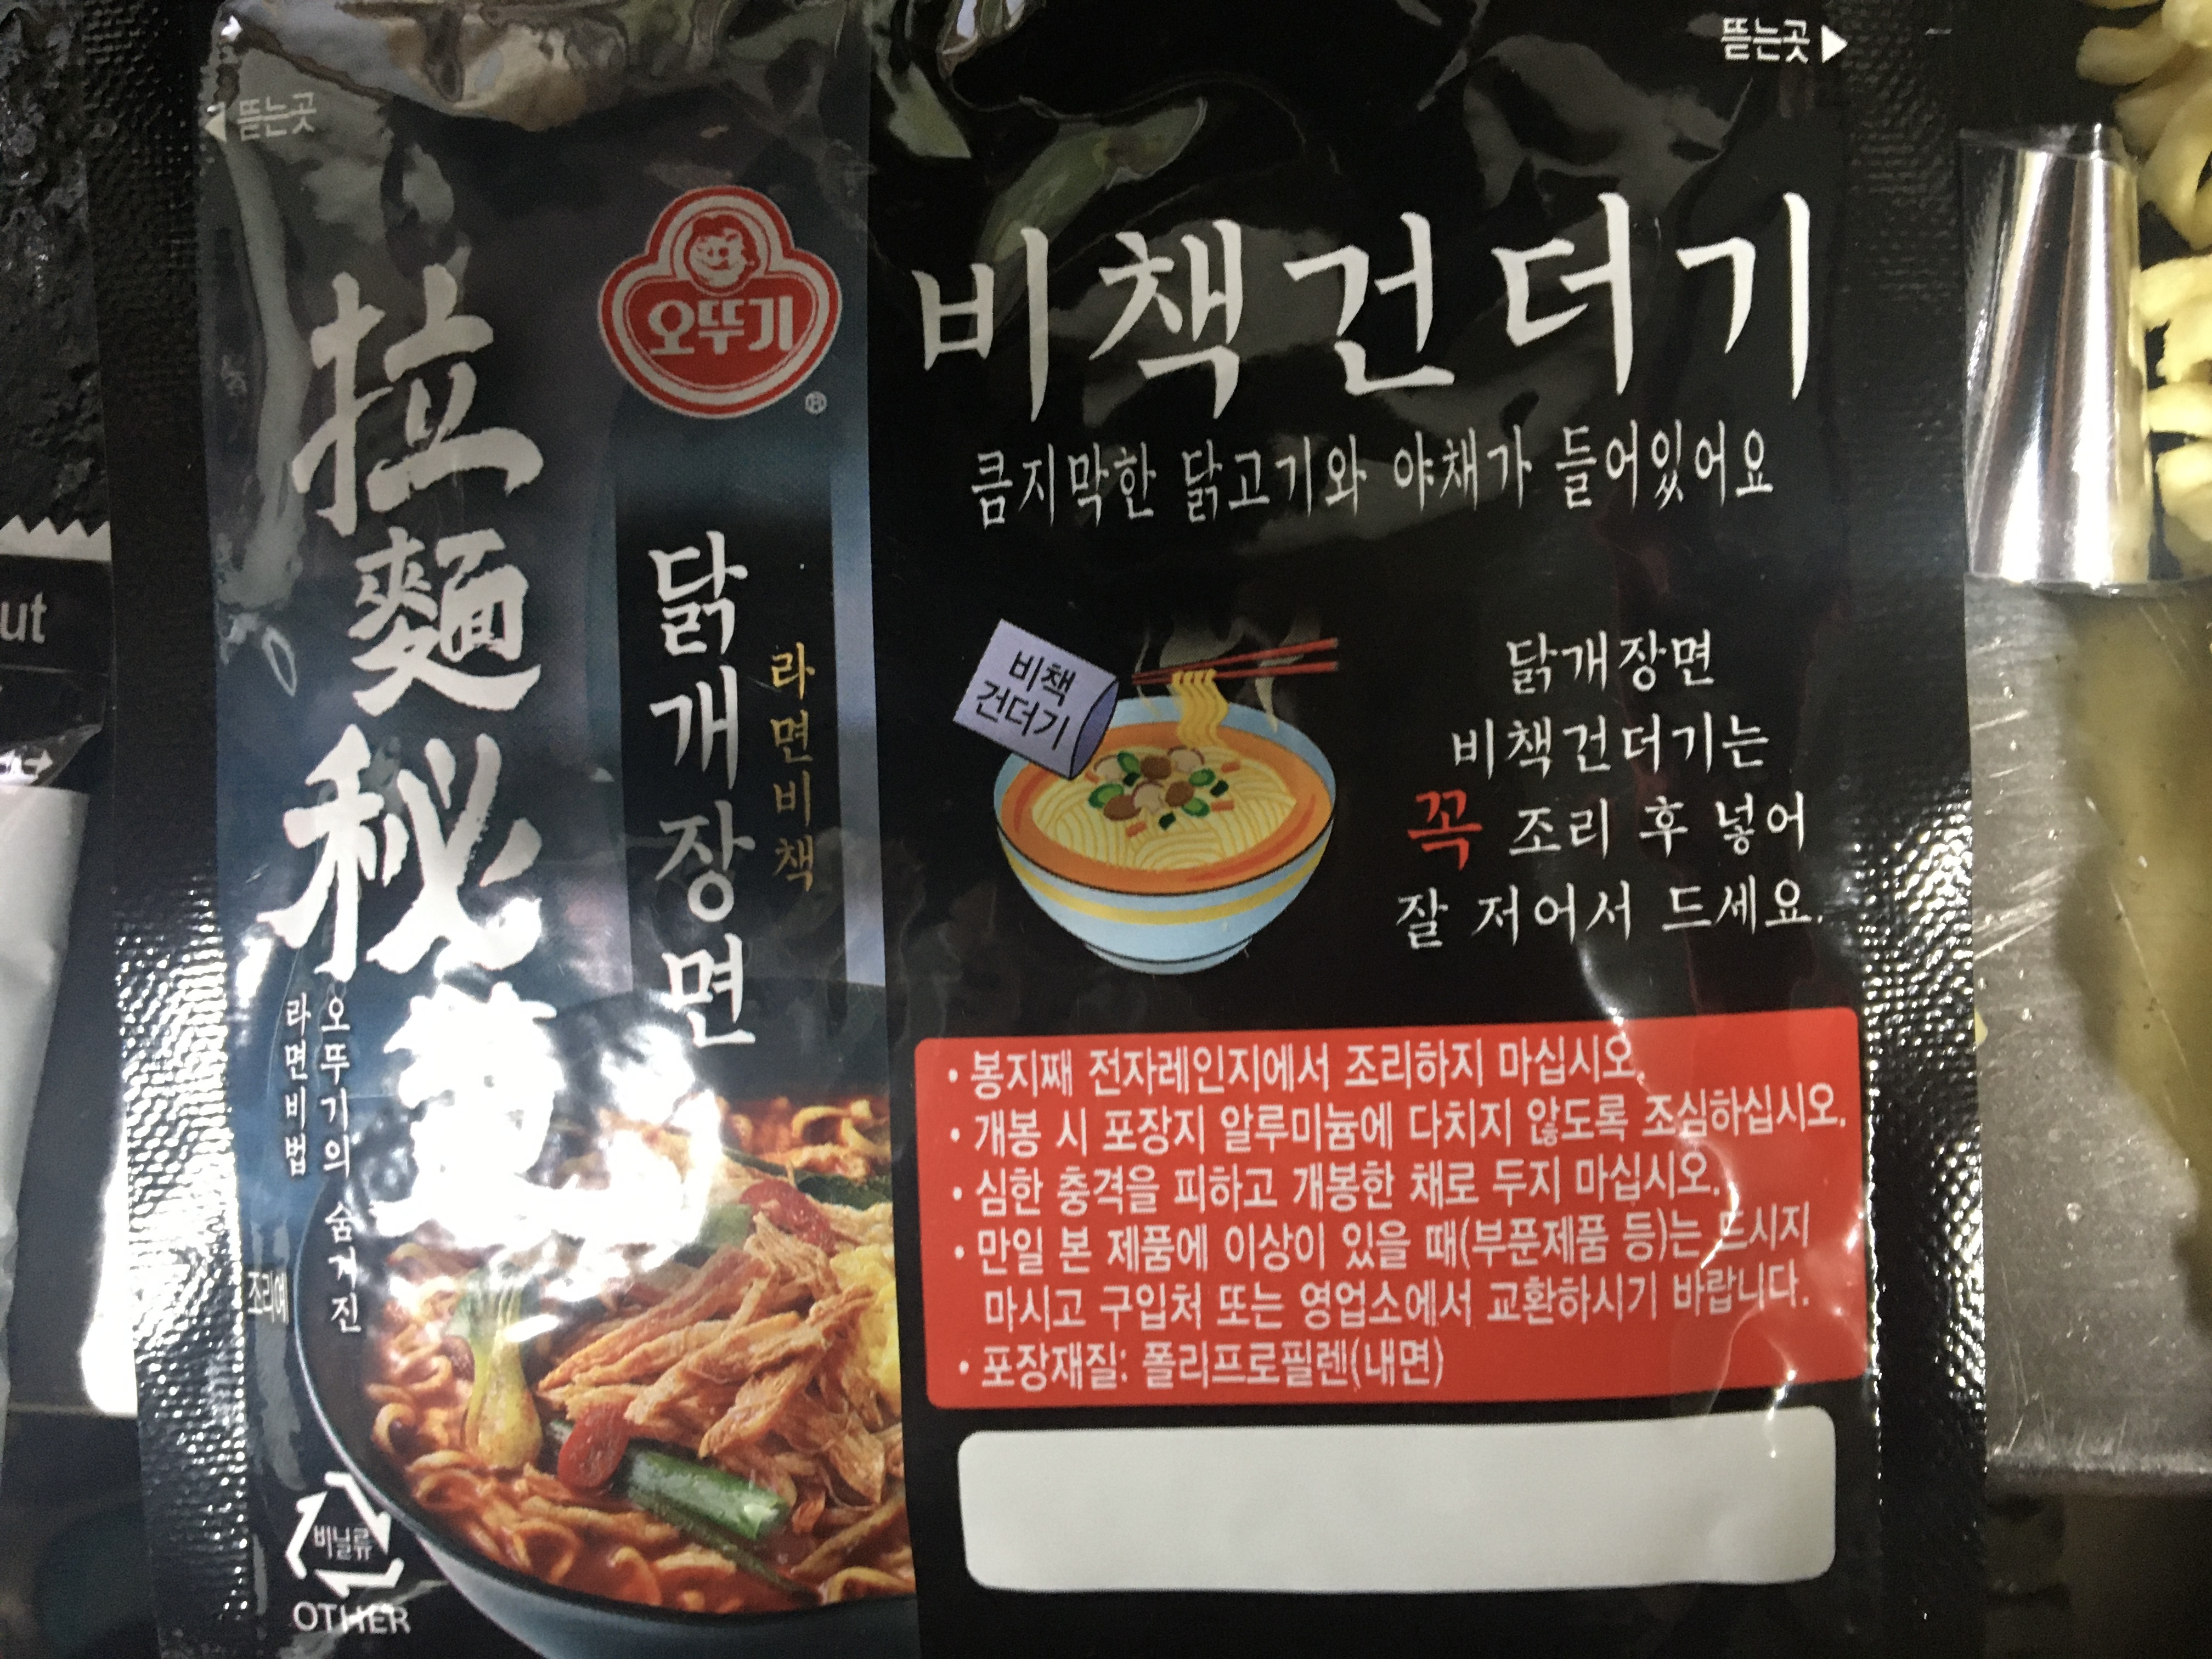 뜯는곳
뜯는곳
오뚜기
拉麵秘
라면비책
닭개장면
오뚜기의 숨겨진
라면비법
조리예
비닐류
OTHER
비책건더기
큼지막한 닭고기와 야채가 들어있어요
비책
건더기
닭개장면
비책건더기는
꼭 조리 후 넣어
잘 저어서 드세요.
• 봉지째 전자레인지에서 조리하지 마십시오.
• 개봉 시 포장지 알루미늄에 다치지 않도록 조심하십시오.
• 심한 충격을 피하고 개봉한 채로 두지 마십시오.
• 만일 본 제품에 이상이 있을 때(부푼제품 등)는 드시지
마시고 구입처 또는 영업소에서 교환하시기 바랍니다.
• 포장재질: 폴리프로필렌(내면)
ut